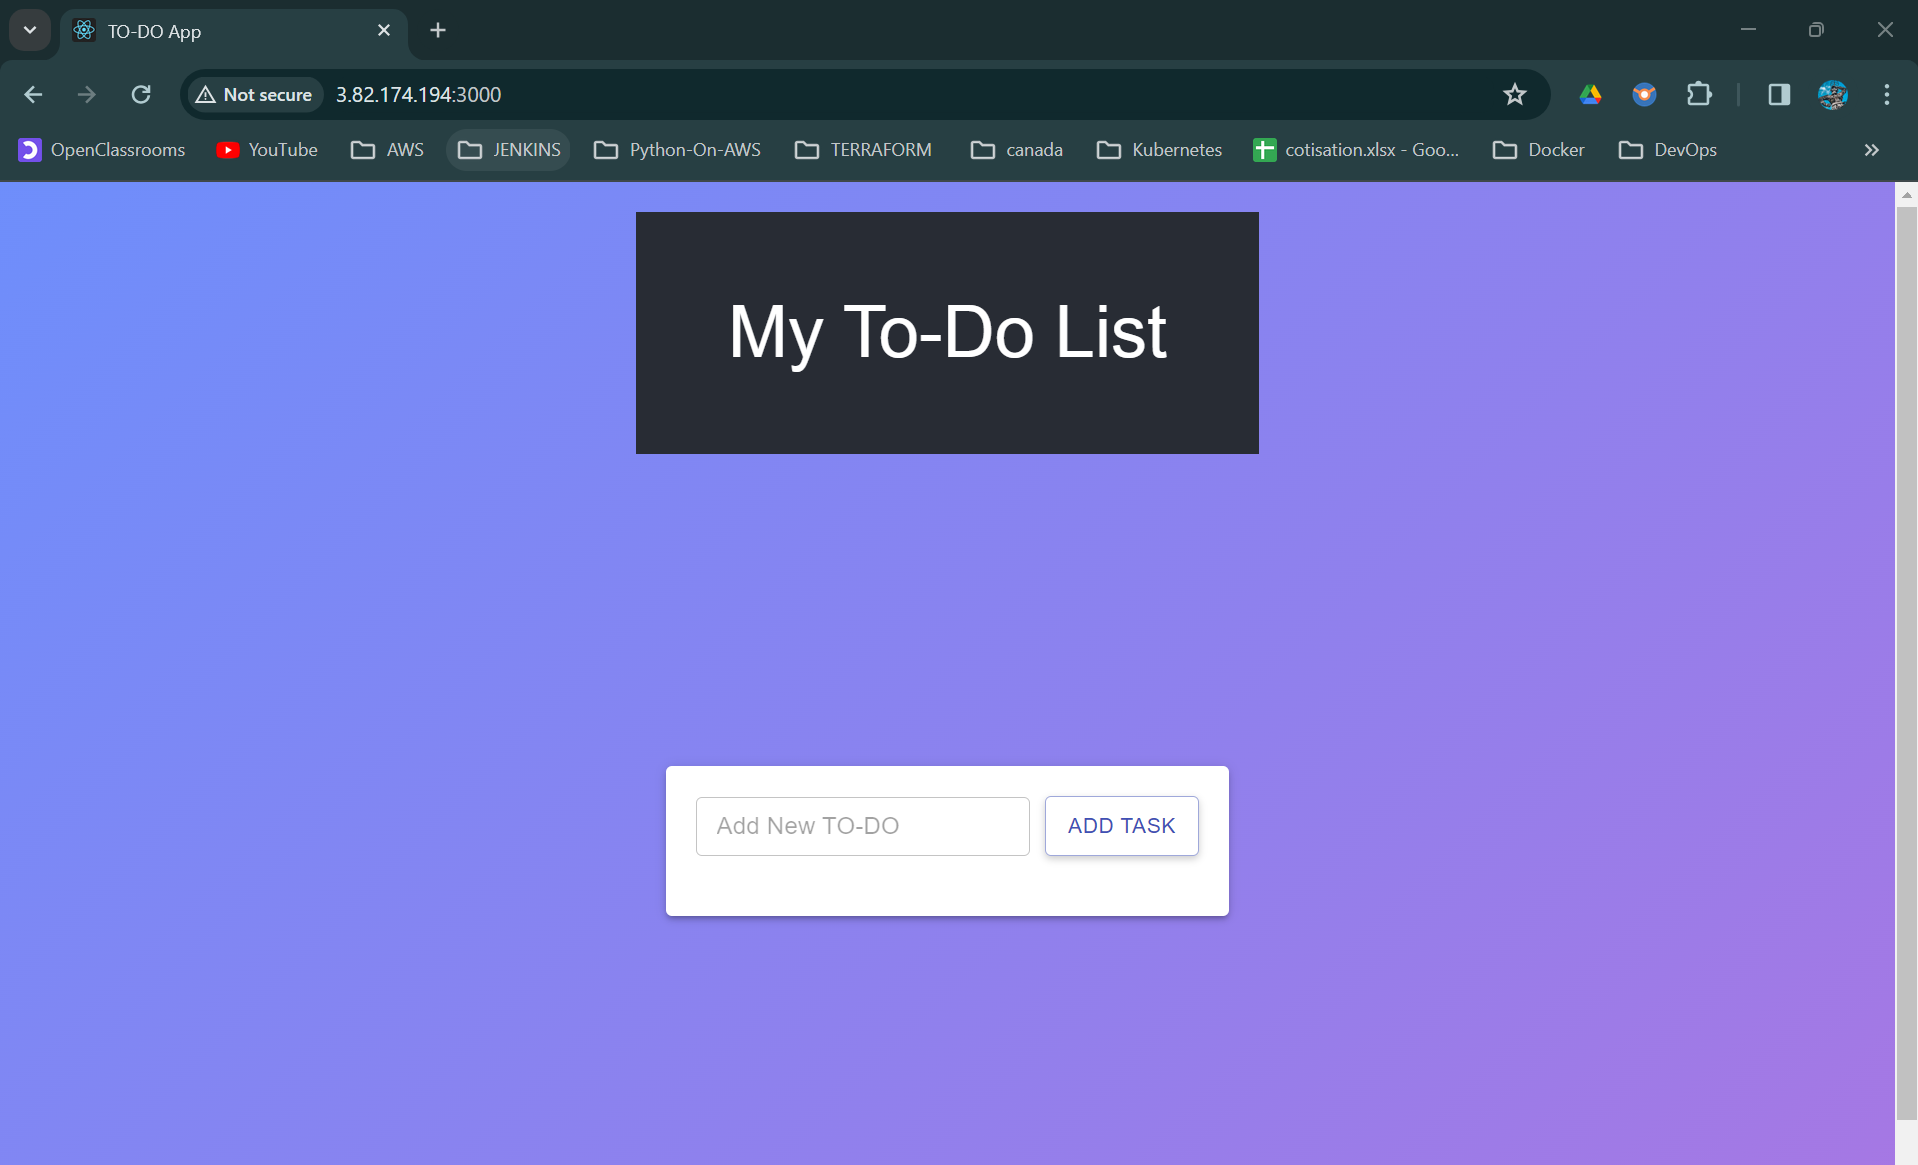 TO-DO App
Not secure 3.82.174.194:3000
OpenClassrooms YouTube AWS JENKINS Python-On-AWS TERRAFORM canada Kubernetes cotisation.xlsx - Goo... Docker DevOps
My To-Do List
Add New TO-DO ADD TASK